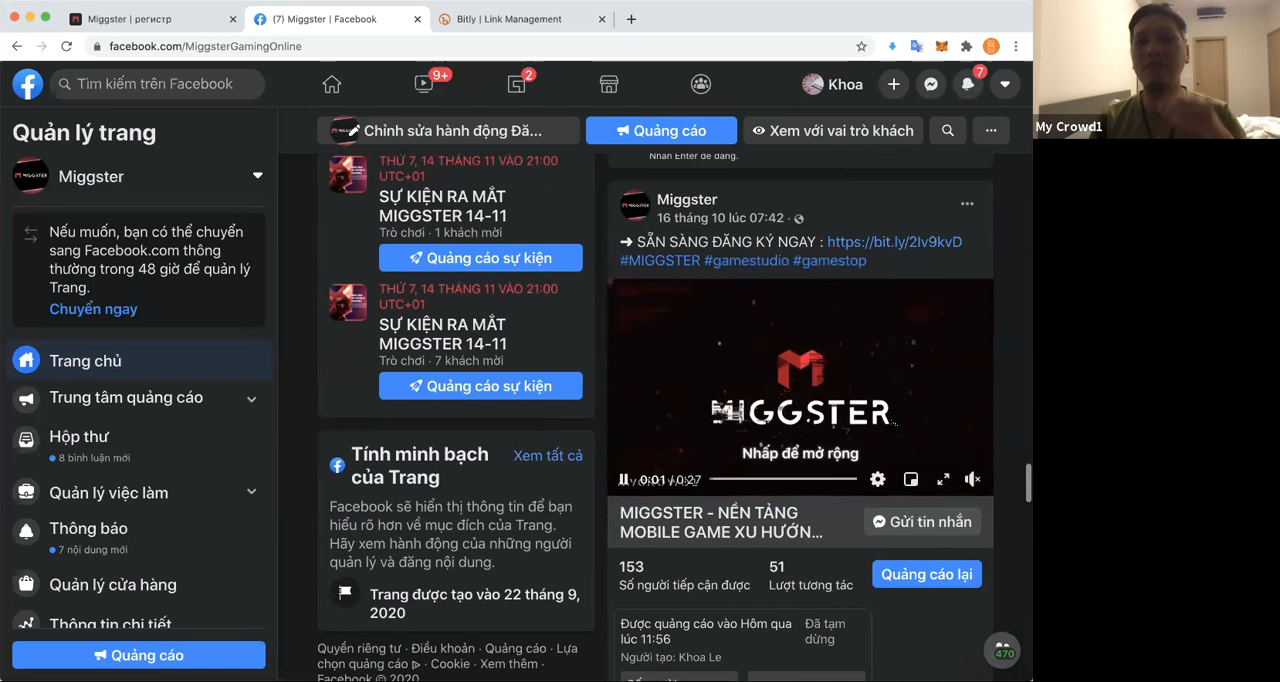 Miggster | регистр
(7) Miggster | Facebook
Bitly | Link Management
facebook.com/MiggsterGamingOnline
Tìm kiếm trên Facebook
9+
2
Khoa
7
My Crowd1
Quản lý trang
Miggster
Nếu muốn, bạn có thể chuyển
sang Facebook.com thông
thường trong 48 giờ để quản lý
Trang.
Chuyển ngay
Trang chủ
Trung tâm quảng cáo
Hộp thư
8 bình luận mới
Quản lý việc làm
Thông báo
7 nội dung mới
Quản lý cửa hàng
Thông tin chi tiết
Quảng cáo
Chỉnh sửa hành động Đă...
Quảng cáo
Xem với vai trò khách
THỨ 7, 14 THÁNG 11 VÀO 21:00
UTC+01
SỰ KIỆN RA MẮT
MIGGSTER 14-11
Trò chơi · 1 khách mời
Quảng cáo sự kiện
THỨ 7, 14 THÁNG 11 VÀO 21:00
UTC+01
SỰ KIỆN RA MẮT
MIGGSTER 14-11
Trò chơi · 7 khách mời
Quảng cáo sự kiện
Tính minh bạch
của Trang
Xem tất cả
Facebook sẽ hiển thị thông tin để bạn
hiểu rõ hơn về mục đích của Trang.
Hãy xem hành động của những người
quản lý và đăng nội dung.
Trang được tạo vào 22 tháng 9,
2020
Quyền riêng tư · Điều khoản · Quảng cáo · Lựa
chọn quảng cáo · Cookie · Xem thêm ·
Facebook © 2020
Nhấn Enter để đăng.
Miggster
16 tháng 10 lúc 07:42 ·
➜ SẴN SÀNG ĐĂNG KÝ NGAY : https://bit.ly/2Iv9kvD
#MIGGSTER #gamestudio #gamestop
MIGGSTER
Nhấp để mở rộng
0:01 / 0:27
MIGGSTER - NỀN TẢNG
MOBILE GAME XU HƯỚN...
Gửi tin nhắn
153
Số người tiếp cận được
51
Lượt tương tác
Quảng cáo lại
Được quảng cáo vào Hôm qua
lúc 11:56
Người tạo: Khoa Le
Đã tạm
dừng
470